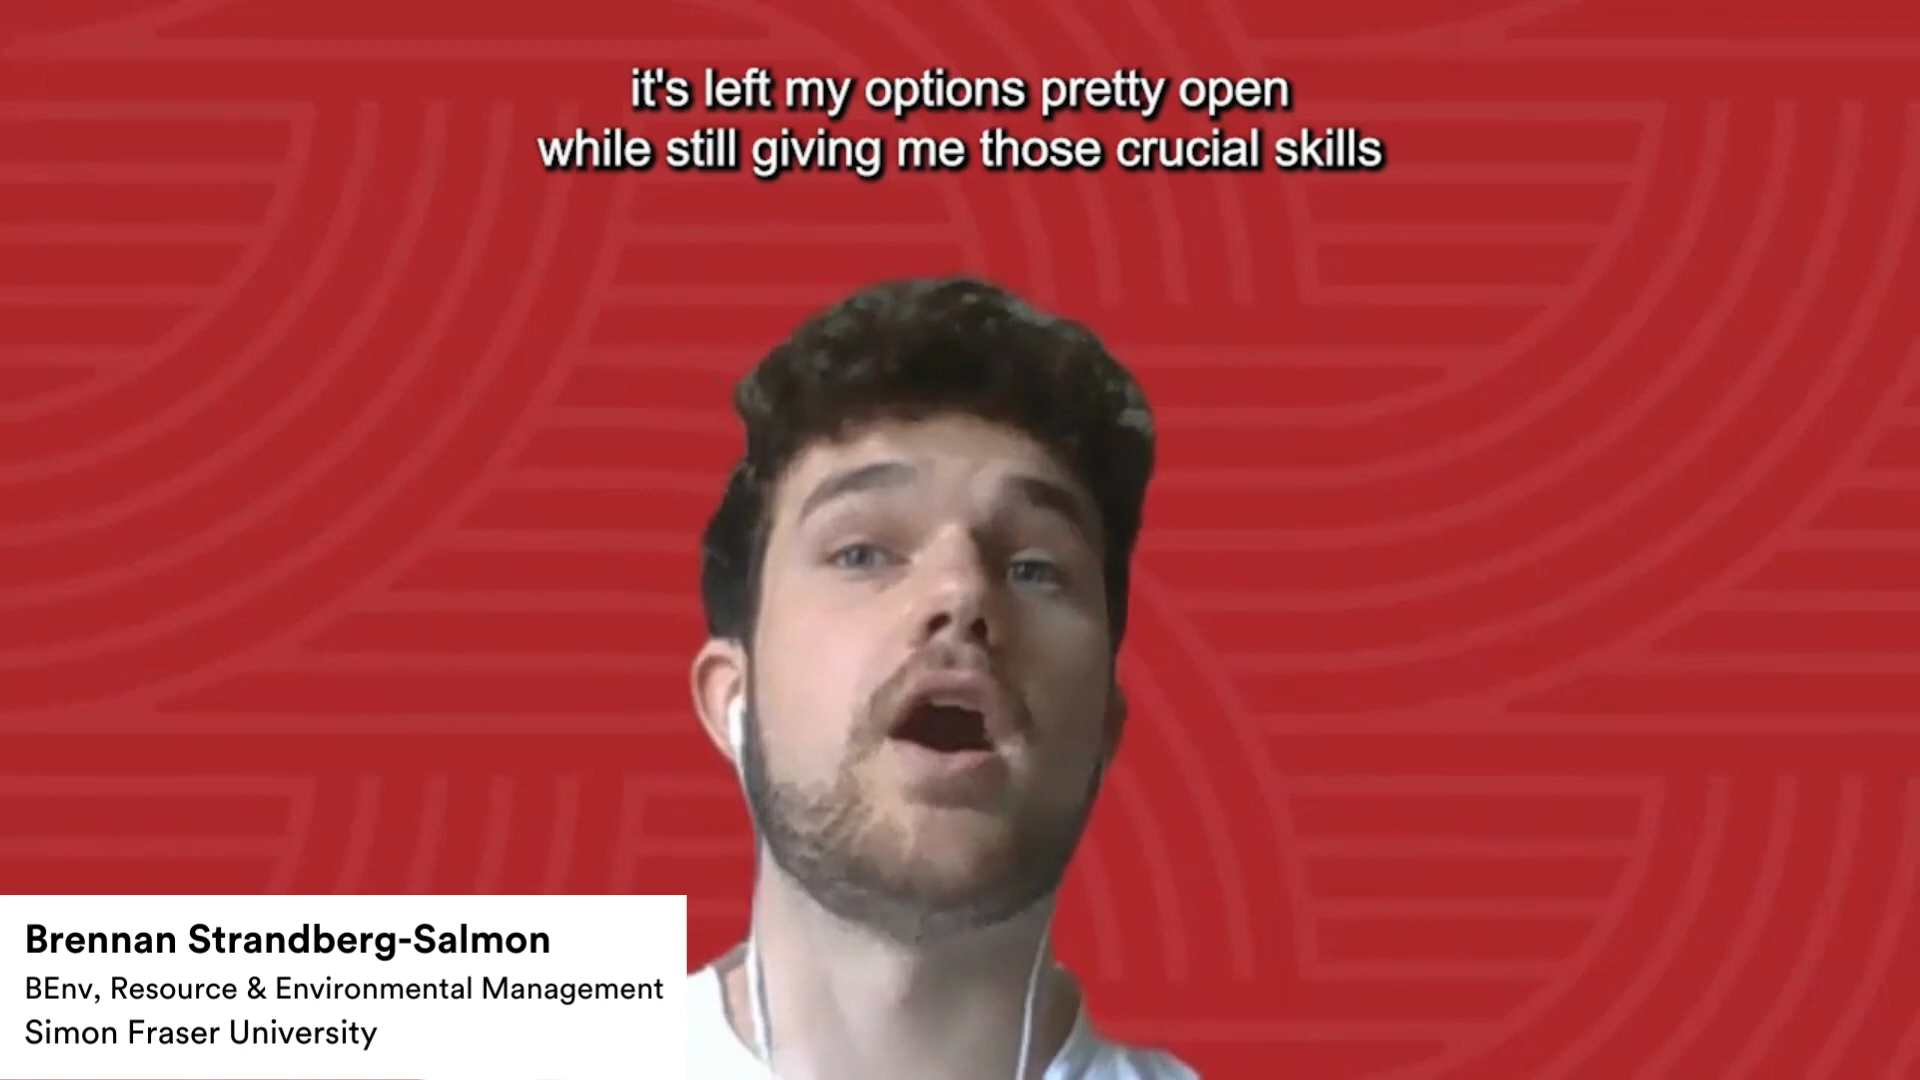 it's left my options pretty open
while still giving me those crucial skills
Brennan Strandberg-Salmon
BEnv, Resource & Environmental Management
Simon Fraser University